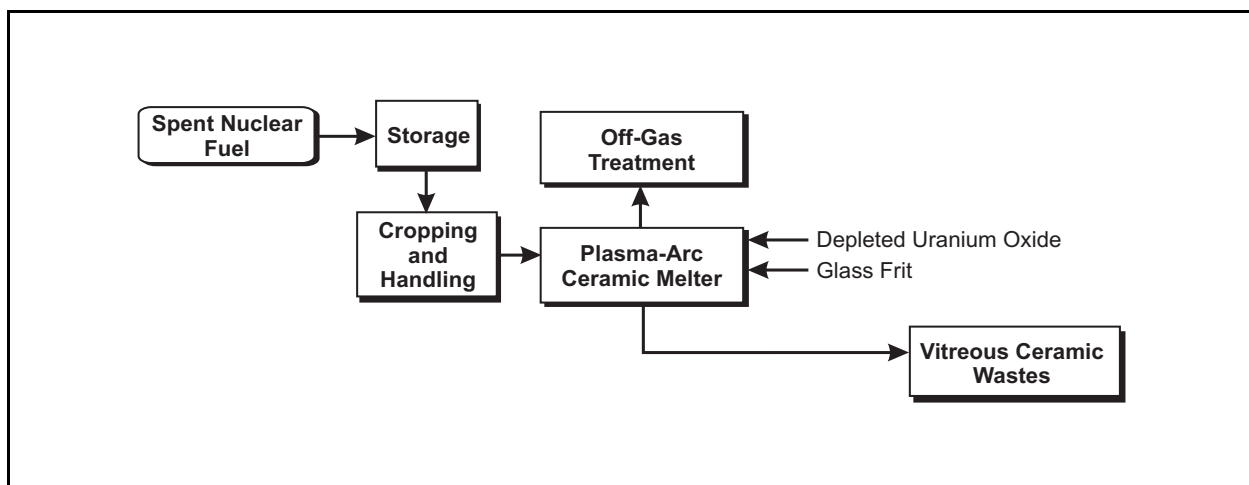 Spent Nuclear
Fuel
Storage
Off-Gas
Treatment
Cropping
and
Handling
Plasma-Arc
Ceramic Melter
Depleted Uranium Oxide
Glass Frit
Vitreous Ceramic
Wastes